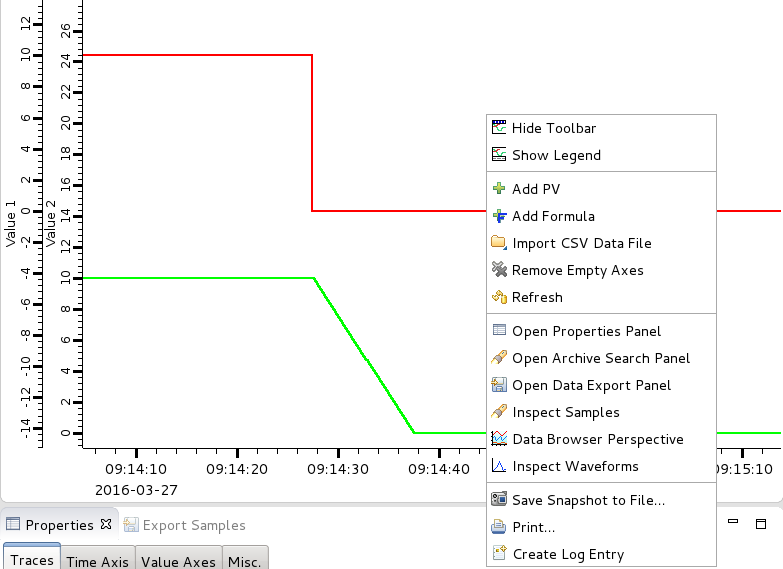 12
10
8
6
4
2
0
-2
-4
-6
-8
-10
-12
-14
Value 1
26
24
22
20
18
16
14
12
10
8
6
4
2
0
Value 2
Hide Toolbar
Show Legend
Add PV
Add Formula
Import CSV Data File
Remove Empty Axes
Refresh
Open Properties Panel
Open Archive Search Panel
Open Data Export Panel
Inspect Samples
Data Browser Perspective
Inspect Waveforms
Save Snapshot to File...
Print...
Create Log Entry
09:14:10 09:14:20 09:14:30 09:14:40 09:15:10
2016-03-27
Properties Export Samples
Traces Time Axis Value Axes Misc.